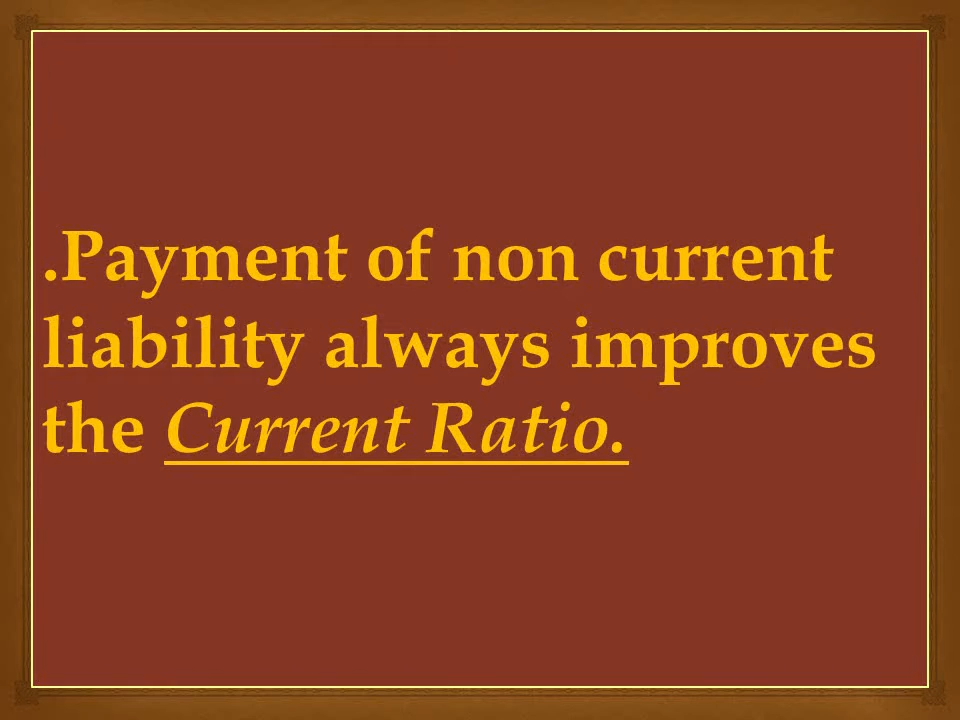 .Payment of non current
liability always improves
the Current Ratio.